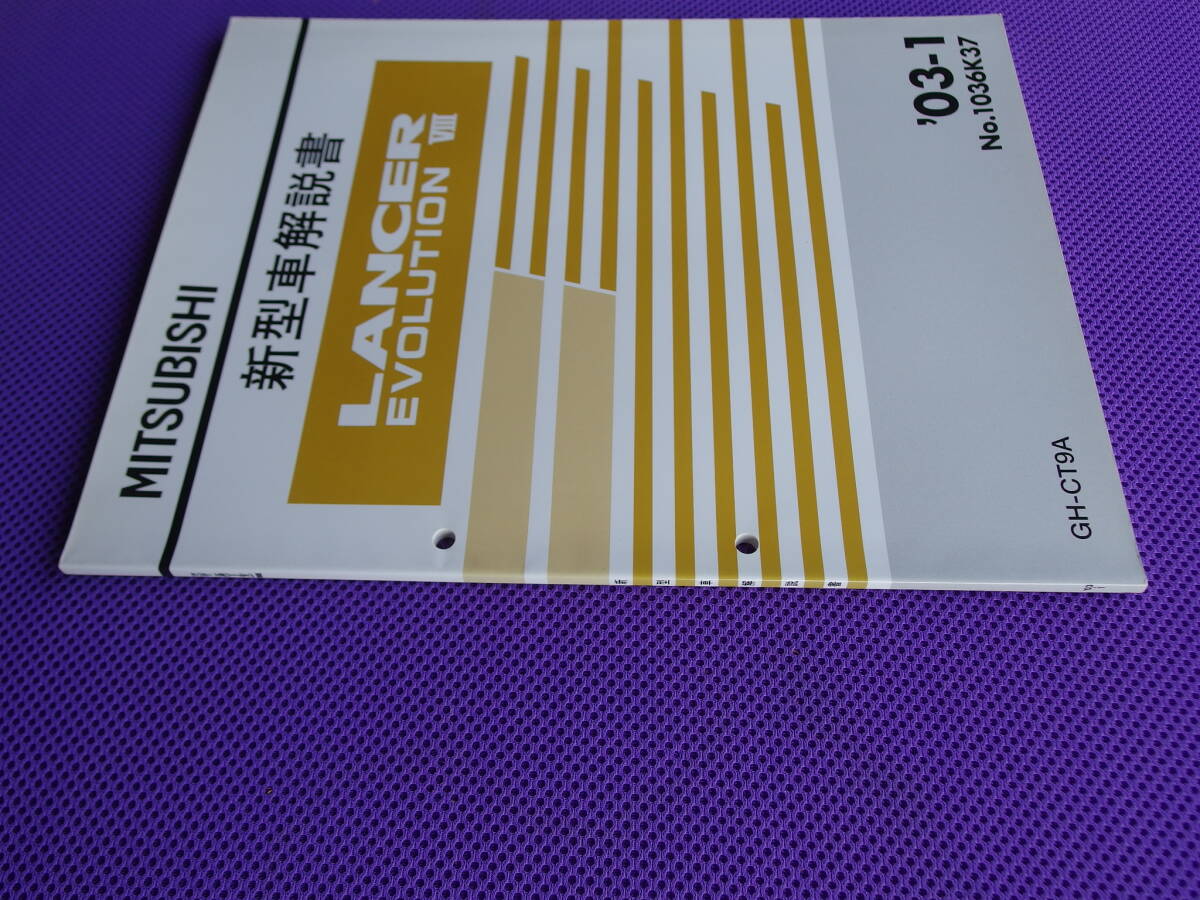 MITSUBISHI
新型車解説書
LANCER
EVOLUTION VIII
'03-1
No.1036K37
GH-CT9A